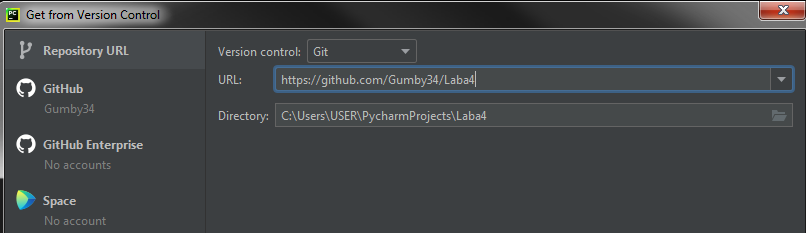 PC Get from Version Control
Repository URL
Version control: Git
URL: https://github.com/Gumby34/Laba4
GitHub
Gumby34
Directory: C:\Users\USER\PycharmProjects\Laba4
GitHub Enterprise
No accounts
Space
No account